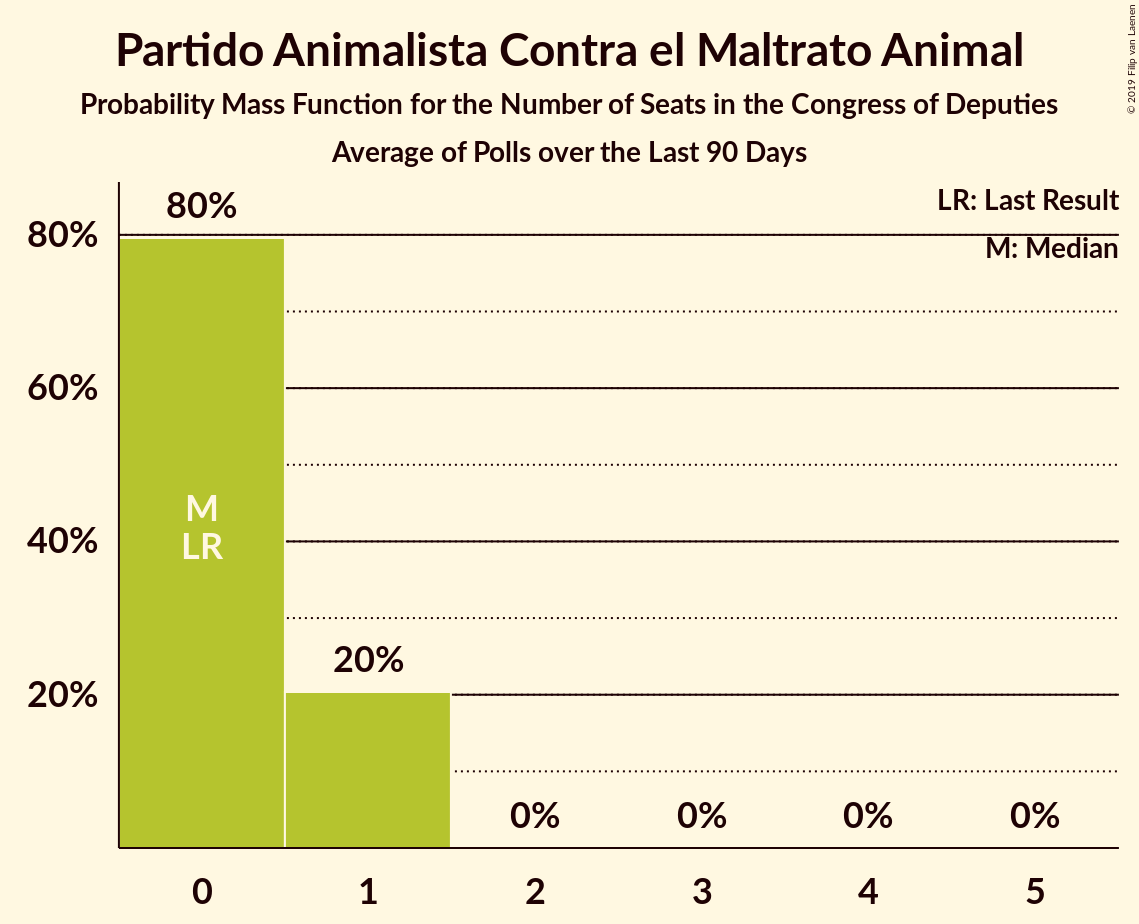 Partido Animalista Contra el Maltrato Animal
Probability Mass Function for the Number of Seats in the Congress of Deputies
Average of Polls over the Last 90 Days
© 2019 Filip van Laenen
LR: Last Result
M: Median
80%
60%
40%
20%
80%
M
LR
20%
0%
0%
0%
0%
0
1
2
3
4
5